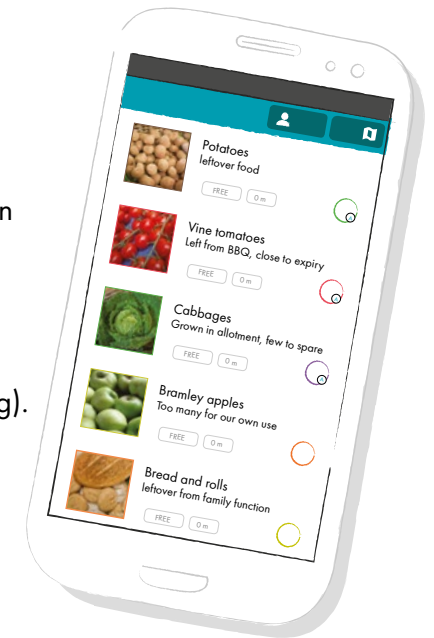 n
g).
Potatoes
leftover food
FREE 0 m
Vine tomatoes
Left from BBQ, close to expiry
FREE 0 m
Cabbages
Grown in allotment, few to spare
FREE 0 m
Bramley apples
Too many for our own use
FREE 0 m
Bread and rolls
leftover from family function
FREE 0 m